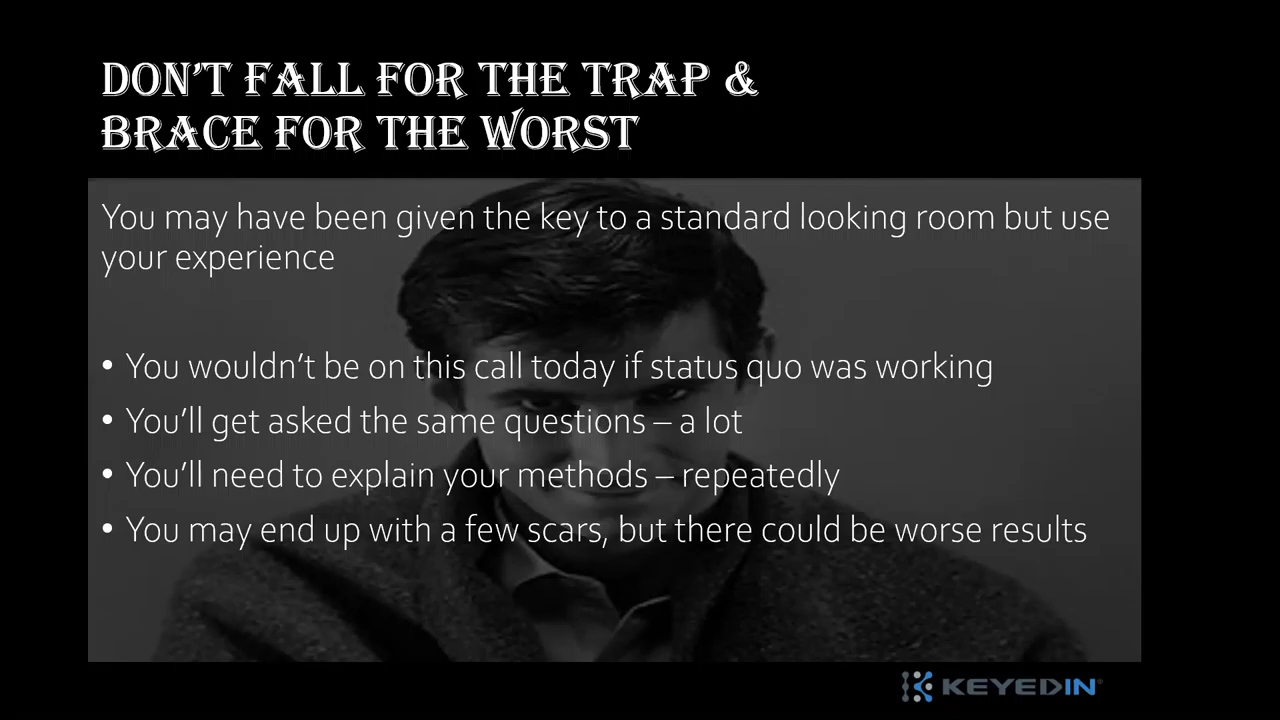 DON'T FALL FOR THE TRAP &
BRACE FOR THE WORST
You may have been given the key to a standard looking room but use
your experience
• You wouldn't be on this call today if status quo was working
• You'll get asked the same questions – a lot
• You'll need to explain your methods – repeatedly
• You may end up with a few scars, but there could be worse results
KEYEDIN